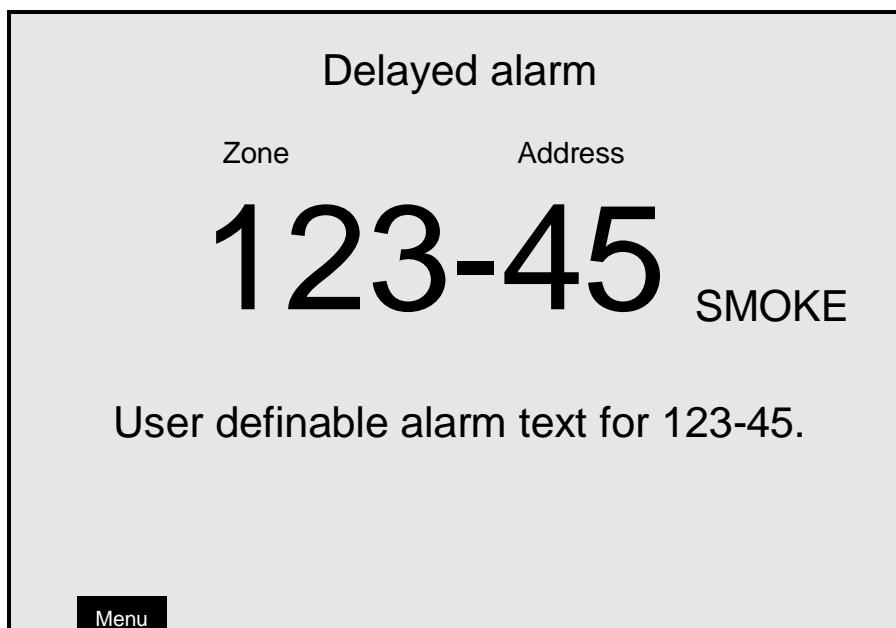 Delayed alarm
Zone Address
123-45 SMOKE
User definable alarm text for 123-45.
Menu